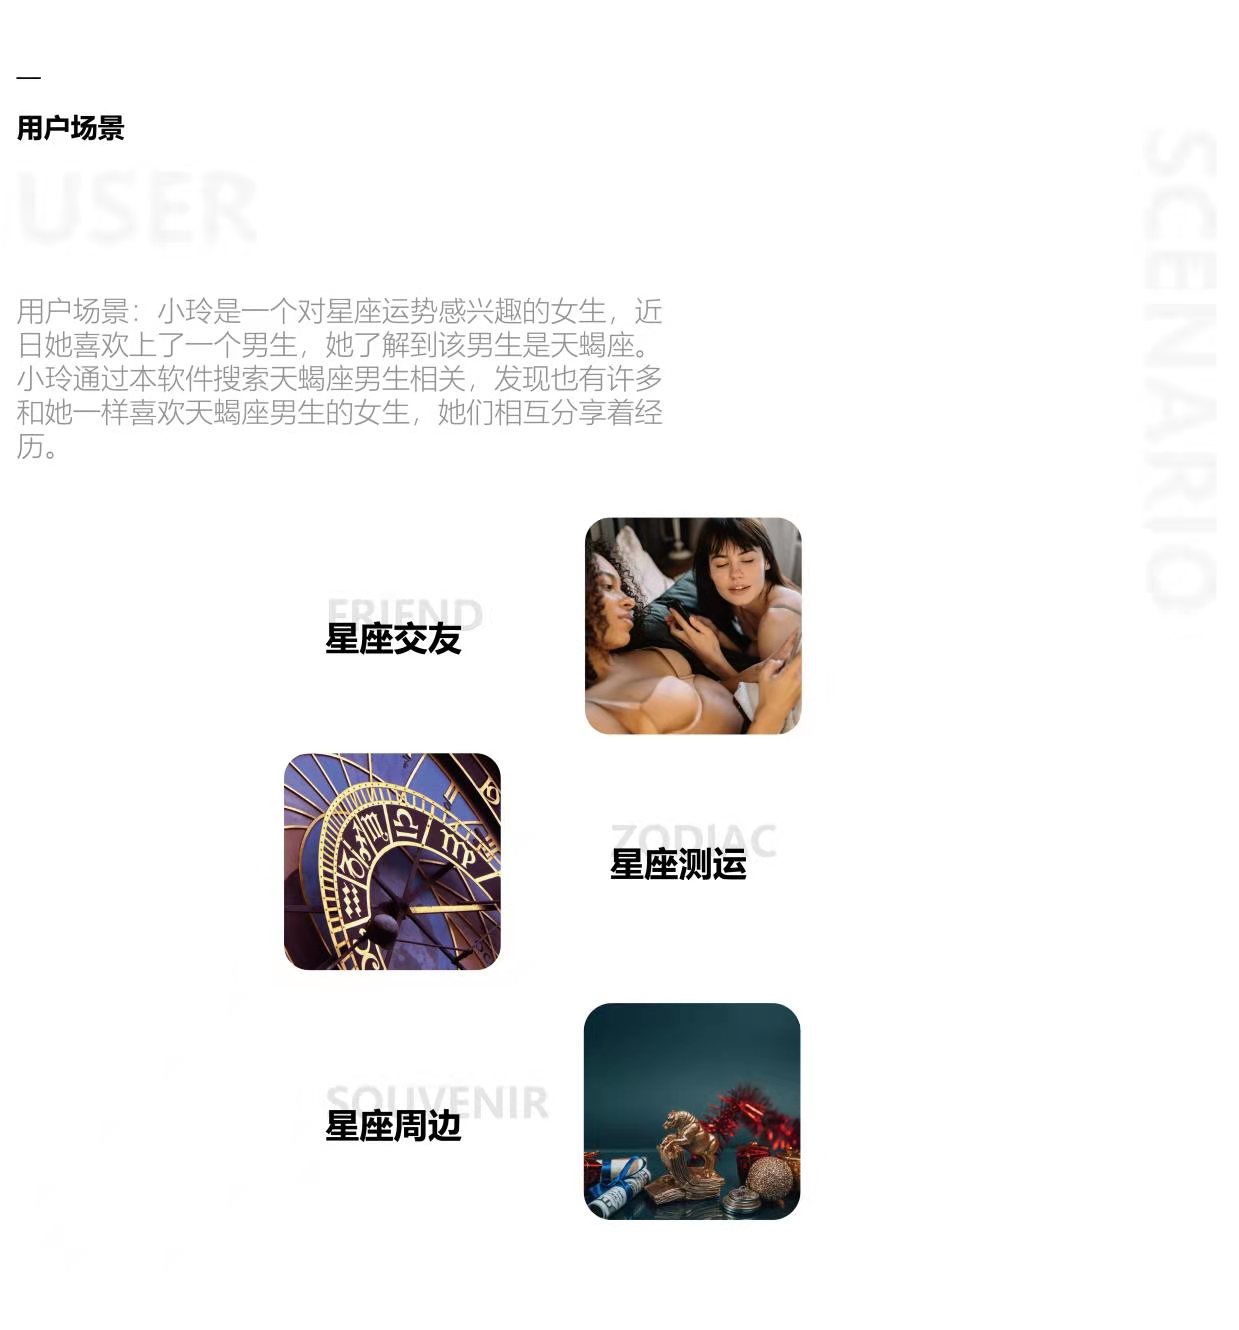 —
用户场景
USER
SCENARIO
用户场景：小玲是一个对星座运势感兴趣的女生，近
日她喜欢上了一个男生，她了解到该男生是天蝎座。
小玲通过本软件搜索天蝎座男生相关，发现也有许多
和她一样喜欢天蝎座男生的女生，她们相互分享着经
历。
FRIEND
星座交友
ZODIAC
星座测运
SOUVENIR
星座周边